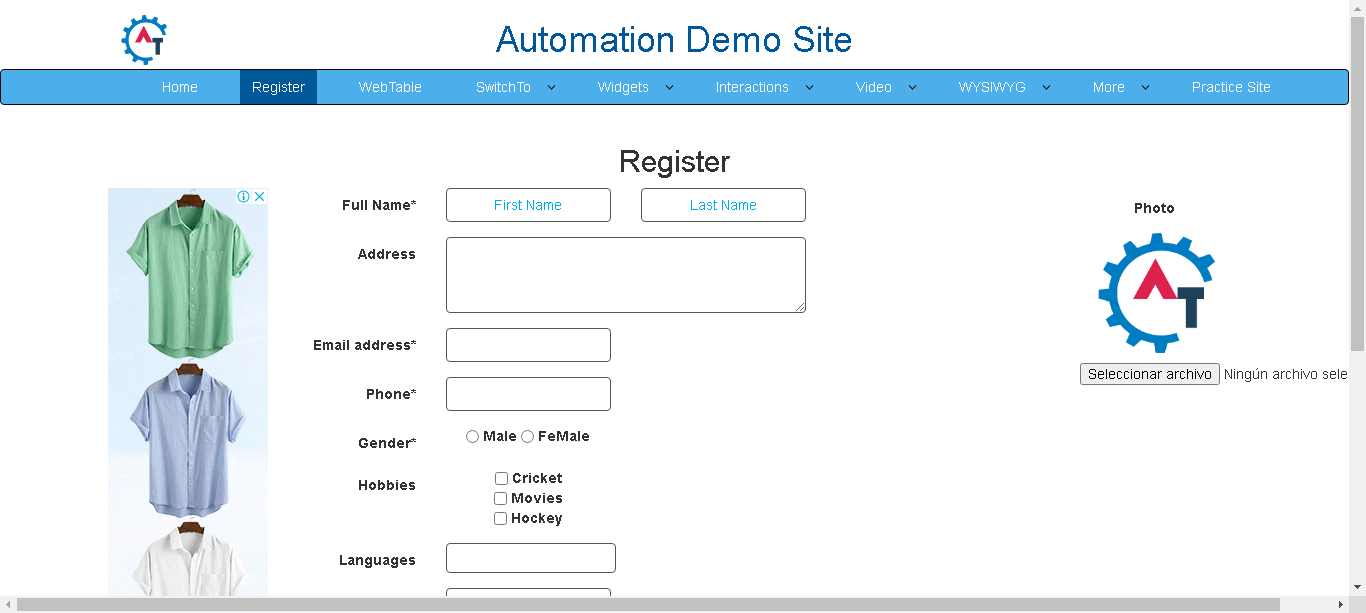 Automation Demo Site
Home Register WebTable SwitchTo Widgets Interactions Video WYSIWYG More Practice Site
Register
Full Name* First Name Last Name
Photo
Address
Email address*
Seleccionar archivo Ningún archivo sele
Phone*
Gender* Male FeMale
Hobbies Cricket
Movies
Hockey
Languages